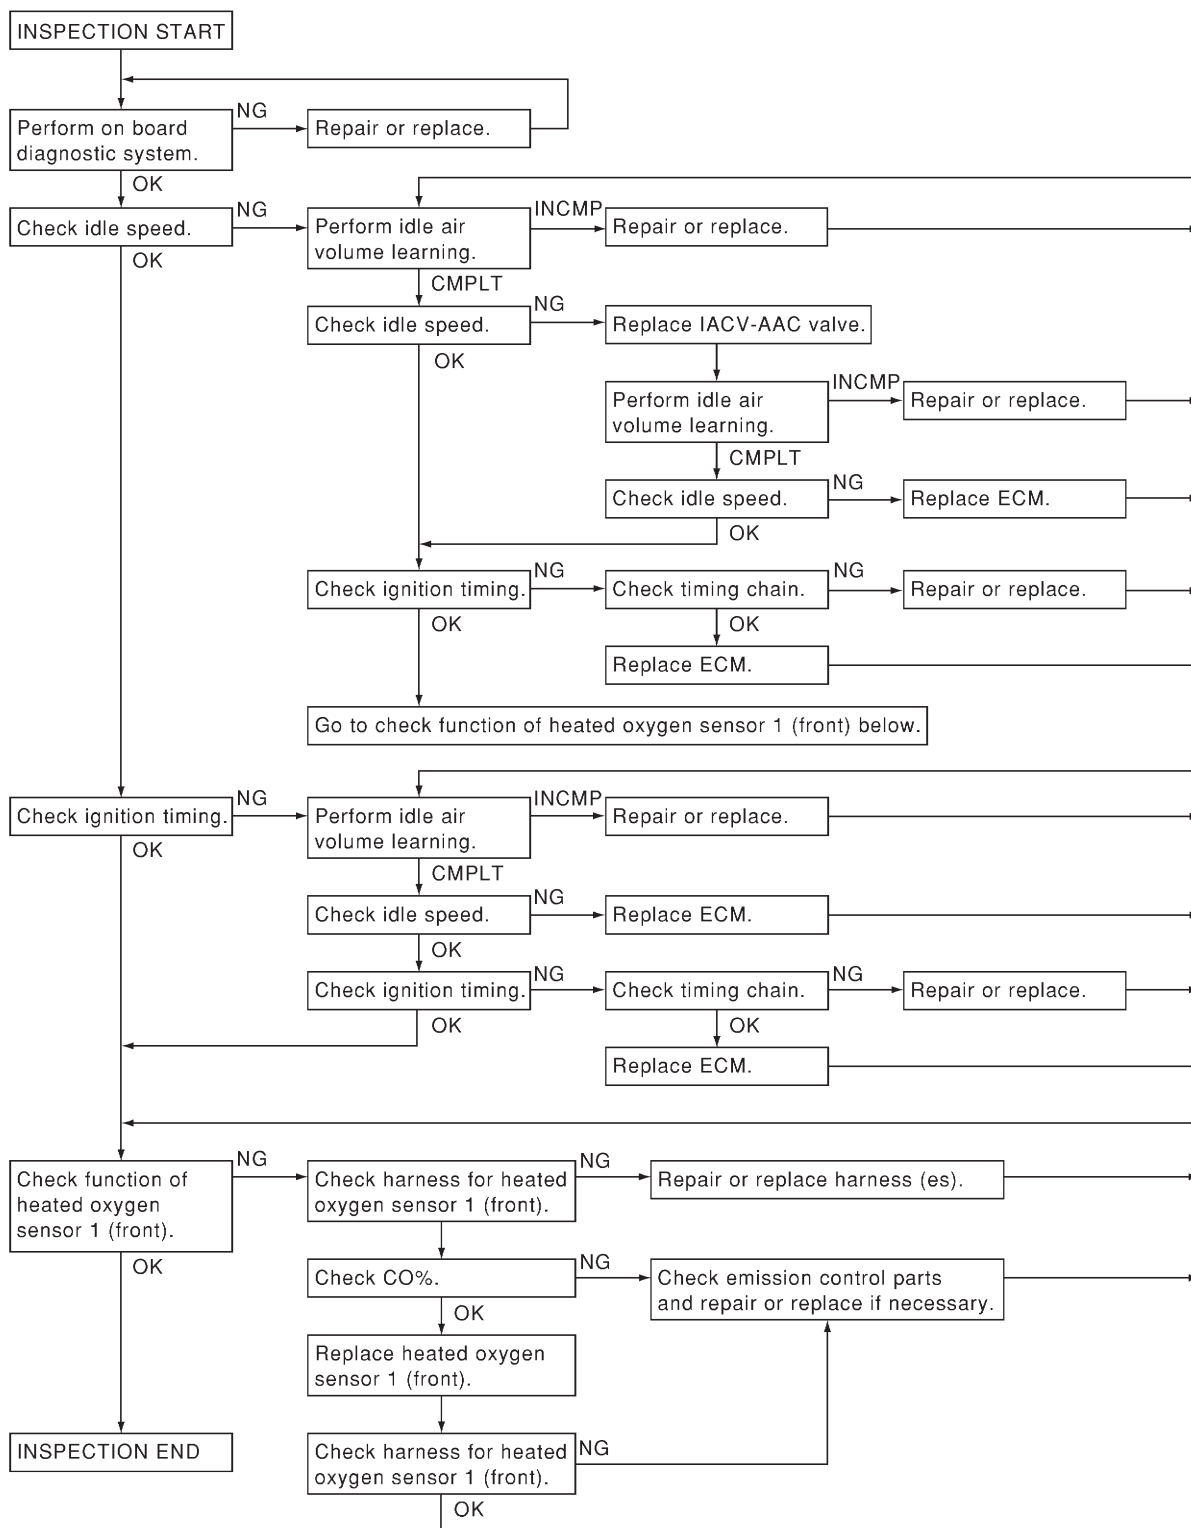 INSPECTION START
NG
Perform on board
diagnostic system.
Repair or replace.
OK
NG
Check idle speed.
Perform idle air
volume learning.
INCMP
Repair or replace.
OK
CMPLT
NG
Check idle speed.
Replace IACV-AAC valve.
OK
Perform idle air
volume learning.
INCMP
Repair or replace.
CMPLT
NG
Check idle speed.
Replace ECM.
OK
NG
NG
Check ignition timing.
Check timing chain.
Repair or replace.
OK
OK
Replace ECM.
Go to check function of heated oxygen sensor 1 (front) below.
NG
Check ignition timing.
Perform idle air
volume learning.
INCMP
Repair or replace.
OK
CMPLT
NG
Check idle speed.
Replace ECM.
OK
NG
NG
Check ignition timing.
Check timing chain.
Repair or replace.
OK
OK
Replace ECM.
NG
Check function of
heated oxygen
sensor 1 (front).
Check harness for heated
oxygen sensor 1 (front).
NG
Repair or replace harness (es).
OK
NG
Check CO%.
Check emission control parts
and repair or replace if necessary.
OK
Replace heated oxygen
sensor 1 (front).
INSPECTION END
Check harness for heated
oxygen sensor 1 (front).
NG
OK